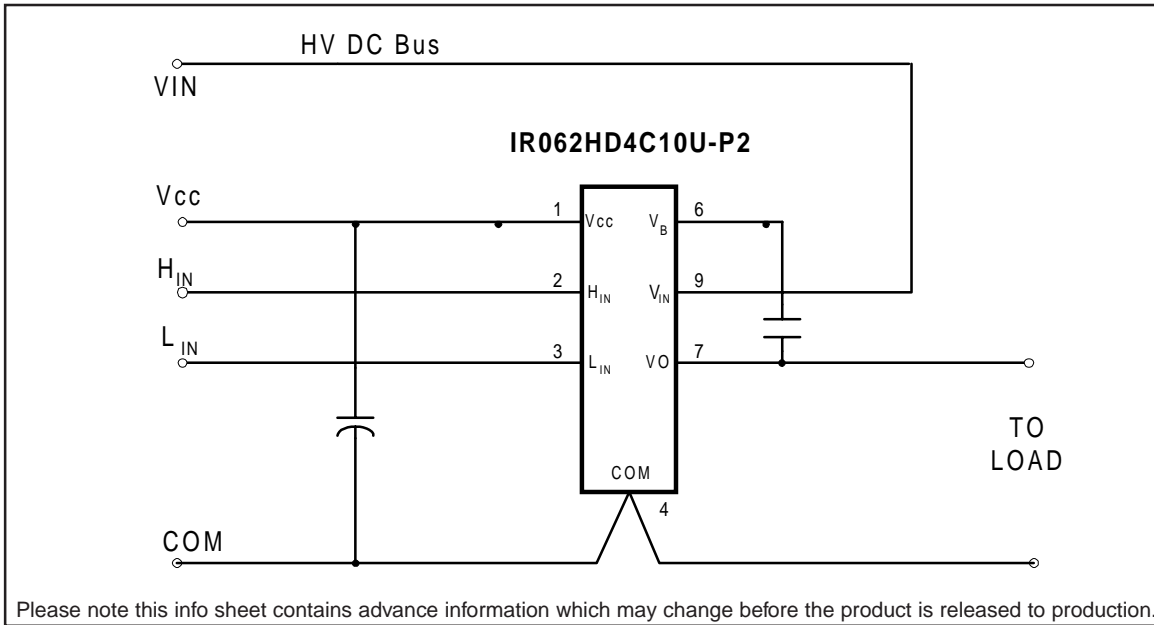 HV DC Bus
VIN
IR062HD4C10U-P2
Vcc
1
Vcc
VB
6
HIN
2
HIN
VIN
9
LIN
3
LIN
VO
7
TO
LOAD
COM
4
COM
Please note this info sheet contains advance information which may change before the product is released to production.